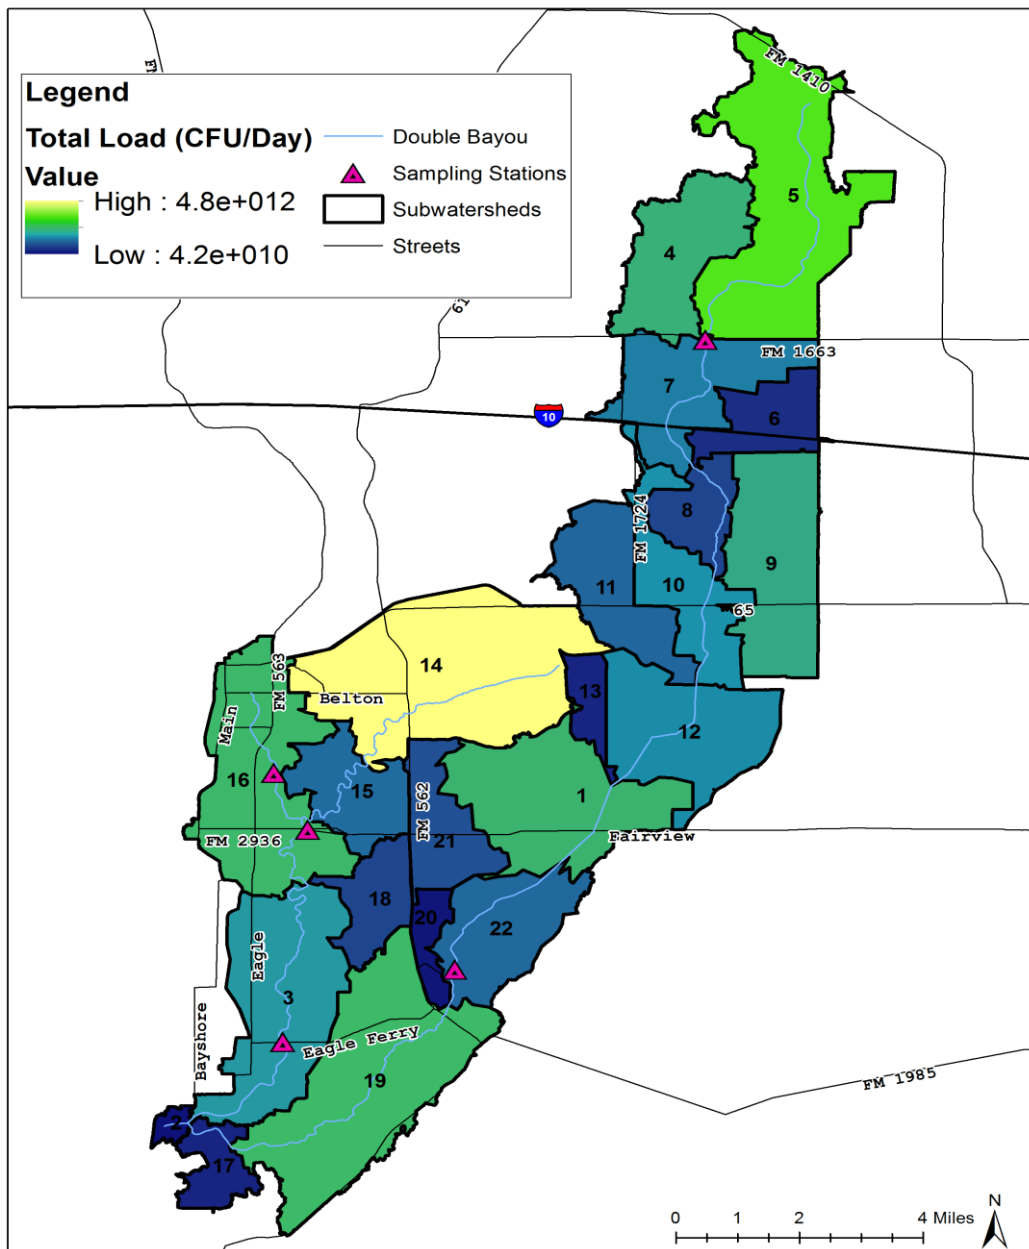 FM 1410
FM
Legend
Total Load (CFU/Day)
Value
High : 4.8e+012
Low : 4.2e+010
Double Bayou
Sampling Stations
Subwatersheds
Streets
5
4
61
FM 1663
7
10
6
8
FM 1724
9
11
10
65
14
FM 563
Belton
13
Main
12
16
15
1
FM 562
FM 2936
21
Fairview
18
20
22
Eagle
3
Bayshore
Eagle Ferry
19
FM 1985
2
17
N
0 1 2 4 Miles